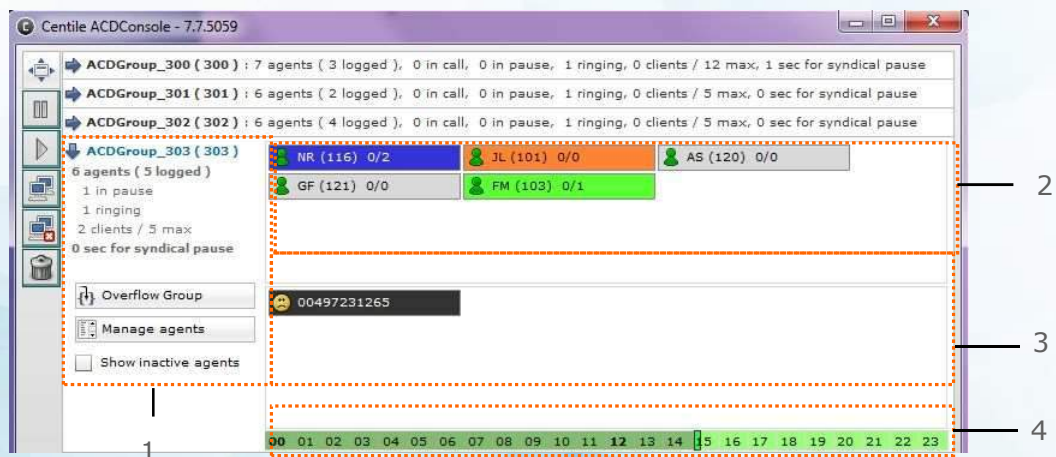 Centile ACDConsole - 7.7.5059
ACDGroup_300 ( 300 ) : 7 agents ( 3 logged ), 0 in call, 0 in pause, 1 ringing, 0 clients / 12 max, 1 sec for syndical pause
ACDGroup_301 ( 301 ) : 6 agents ( 2 logged ), 0 in call, 0 in pause, 1 ringing, 0 clients / 5 max, 0 sec for syndical pause
ACDGroup_302 ( 302 ) : 6 agents ( 4 logged ), 0 in call, 0 in pause, 1 ringing, 0 clients / 5 max, 0 sec for syndical pause
ACDGroup_303 ( 303 )
6 agents ( 5 logged )
1 in pause
1 ringing
2 clients / 5 max
0 sec for syndical pause
NR (116) 0/2 JL (101) 0/0 AS (120) 0/0
GF (121) 0/0 FM (103) 0/1
2
Overflow Group
Manage agents
Show inactive agents
00497231265
3
1
00 01 02 03 04 05 06 07 08 09 10 11 12 13 14 15 16 17 18 19 20 21 22 23
4